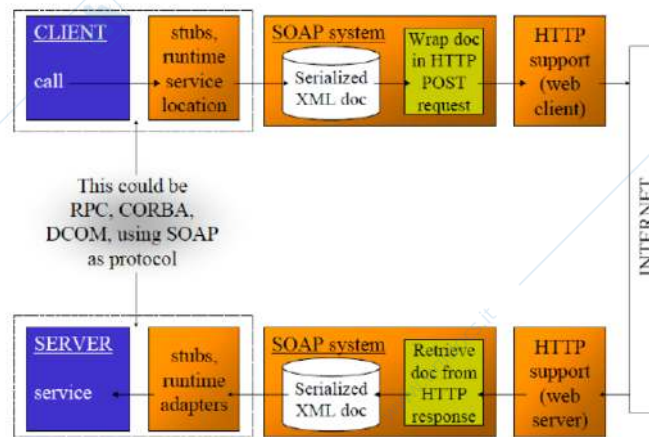 CLIENT
call
stubs,
runtime
service
location
SOAP system
Serialized
XML doc
Wrap doc
in HTTP
POST
request
HTTP
support
(web
client)
INTERNET
This could be
RPC, CORBA,
DCOM, using SOAP
as protocol
SERVER
service
stubs,
runtime
adapters
SOAP system
Serialized
XML doc
Retrieve
doc from
HTTP
response
HTTP
support
(web
server)